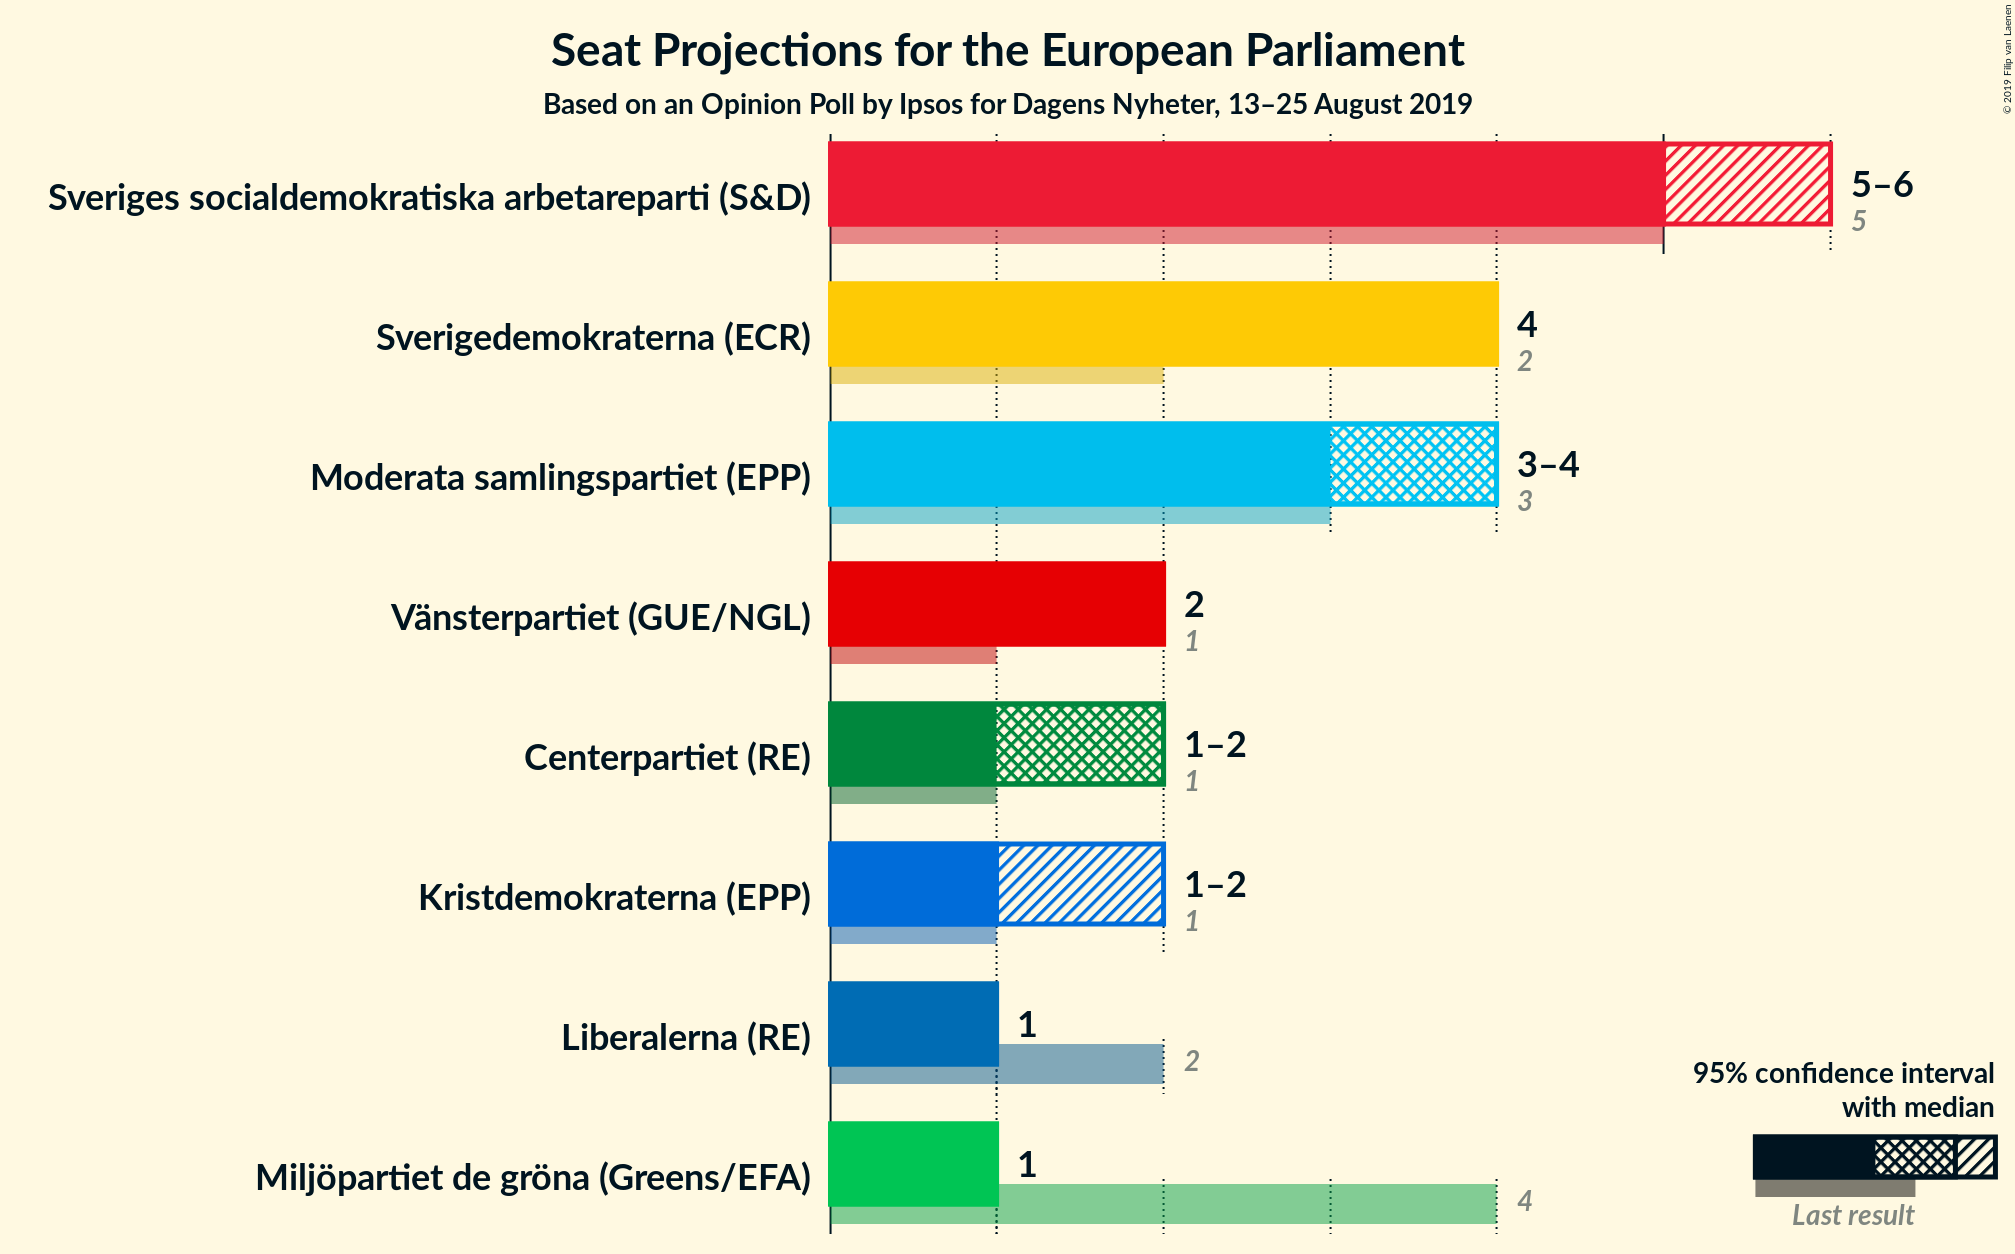 Seat Projections for the European Parliament
Based on an Opinion Poll by Ipsos for Dagens Nyheter, 13–25 August 2019
© 2019 Filip van Laenen
Sveriges socialdemokratiska arbetareparti (S&D)
5–6
5
Sverigedemokraterna (ECR)
4
2
Moderata samlingspartiet (EPP)
3–4
3
Vänsterpartiet (GUE/NGL)
2
1
Centerpartiet (RE)
1–2
1
Kristdemokraterna (EPP)
1–2
1
Liberalerna (RE)
1
2
Miljöpartiet de gröna (Greens/EFA)
1
4
95% confidence interval
with median
Last result